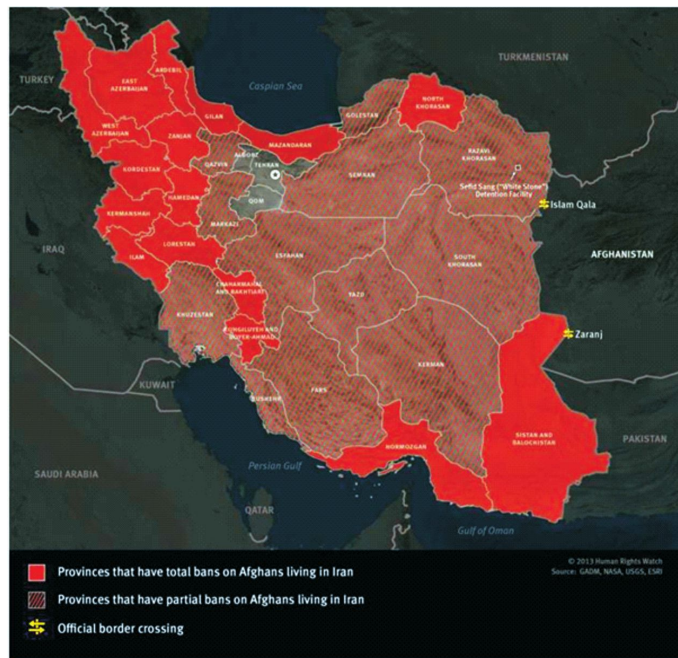 TURKEY
TURKMENISTAN
Caspian Sea
ARDEBIL
EAST
AZERBAIJAN
WEST
AZERBAIJAN
GILAN
ZANJAN
MAZANDARAN
GOLESTAN
NORTH
KHORASAN
RAZAVI
KHORASAN
QAZVIN
TEHRAN
SEMNAN
QOM
HAMEDAN
KERMANSHAH
MARKAZI
LORESTAN
ILAM
Sefid Sang ("White Stone")
Detention Facility
Islam Qala
AFGHANISTAN
IRAQ
ESFAHAN
SOUTH
KHORASAN
CHAHARMAHAL
AND BAKHTIARI
YAZD
KHUZESTAN
BOYER-AHMAD
Zaranj
KERMAN
FARS
BUSHEHR
KUWAIT
SISTAN AND
BALOCHISTAN
HORMOZGAN
PAKISTAN
SAUDI ARABIA
Persian Gulf
QATAR
Gulf of Oman
© 2013 Human Rights Watch
Source: GADM, NASA, USGS, ESRI
Provinces that have total bans on Afghans living in Iran
Provinces that have partial bans on Afghans living in Iran
Official border crossing